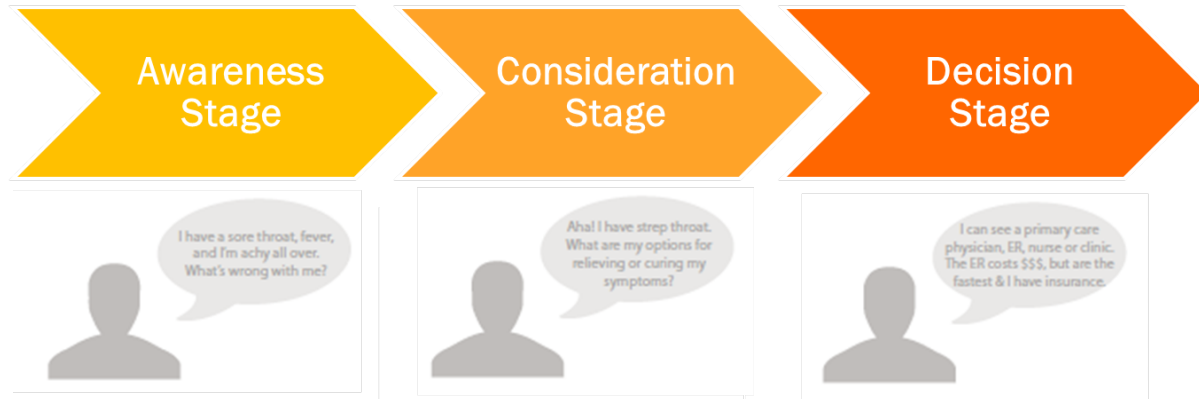 Awareness
Stage
Consideration
Stage
Decision
Stage
I have a sore throat, fever,
and I'm achy all over.
What's wrong with me?
Aha! I have strep throat.
What are my options for
relieving or curing my
symptoms?
I can see a primary care
physician, ER, nurse or clinic.
The ER costs $$$, but are the
fastest & I have insurance.